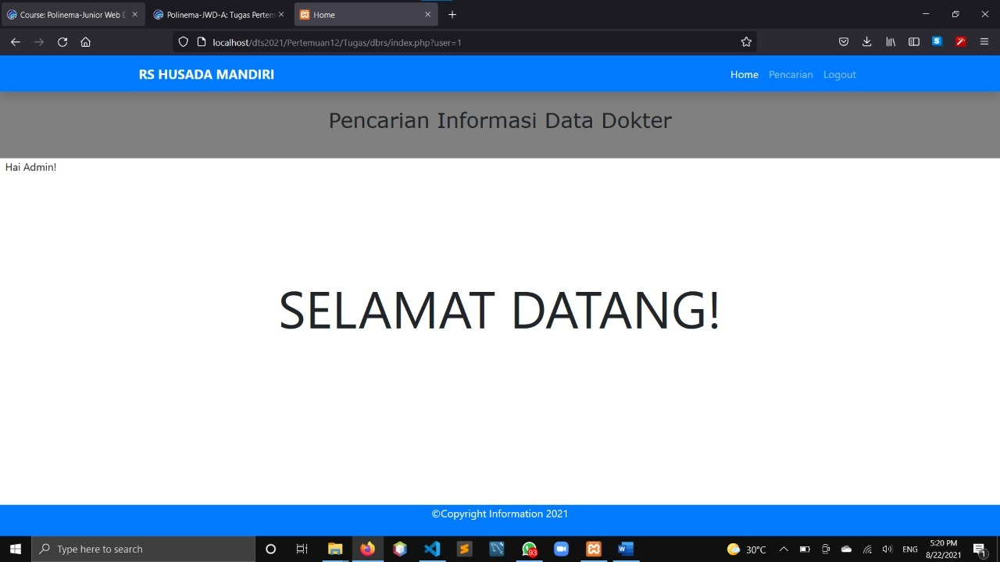 Course: Polinema-Junior Web D
Polinema-JWD-A: Tugas Pertem
Home
localhost/dts2021/Pertemuan12/Tugas/dbrs/index.php?user=1
RS HUSADA MANDIRI
Home Pencarian Logout
Pencarian Informasi Data Dokter
Hai Admin!
SELAMAT DATANG!
©Copyright Information 2021
Type here to search
93
30°C
ENG
5:20 PM
8/22/2021
1